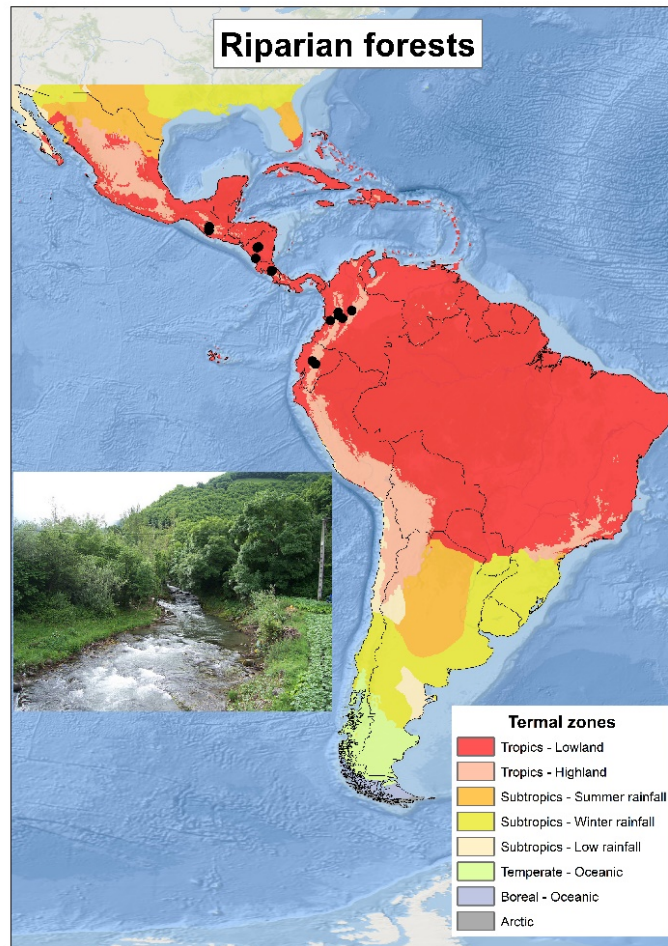 Riparian forests
Termal zones
Tropics - Lowland
Tropics - Highland
Subtropics - Summer rainfall
Subtropics - Winter rainfall
Subtropics - Low rainfall
Temperate - Oceanic
Boreal - Oceanic
Arctic